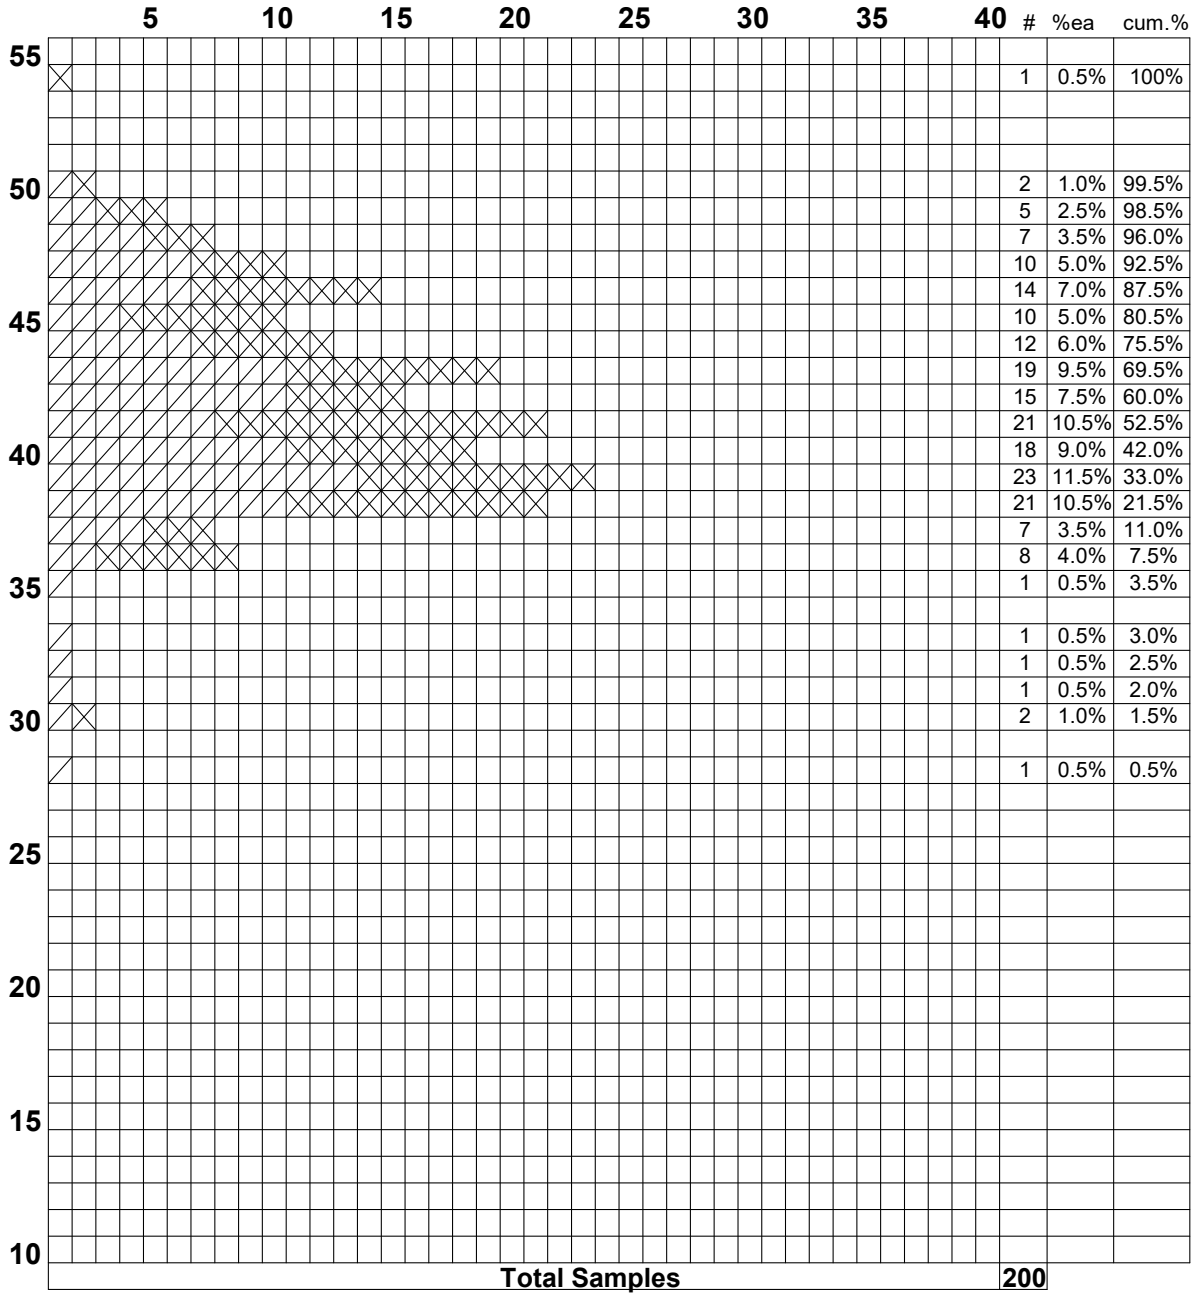 5 10 15 20 25 30 35 40 # %ea cum.%
55
1 0.5% 100%
50 2 1.0% 99.5%
5 2.5% 98.5%
7 3.5% 96.0%
10 5.0% 92.5%
14 7.0% 87.5%
45 10 5.0% 80.5%
12 6.0% 75.5%
19 9.5% 69.5%
15 7.5% 60.0%
21 10.5% 52.5%
40 18 9.0% 42.0%
23 11.5% 33.0%
21 10.5% 21.5%
7 3.5% 11.0%
8 4.0% 7.5%
35 1 0.5% 3.5%
1 0.5% 3.0%
1 0.5% 2.5%
1 0.5% 2.0%
30 2 1.0% 1.5%
1 0.5% 0.5%
25
20
15
10
Total Samples 200